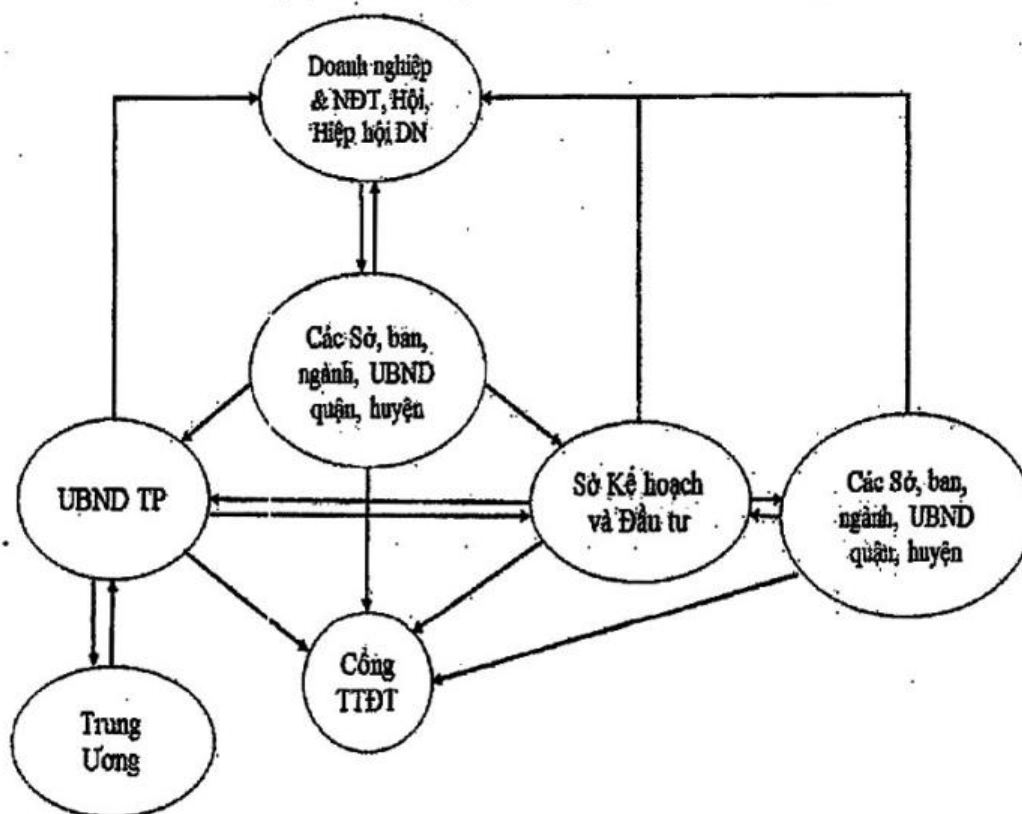 Doanh nghiệp
& NĐT, Hội,
Hiệp hội DN
Các Sở, ban,
ngành, UBND
quận, huyện
UBND TP
Sở Kế hoạch
và Đầu tư
Các Sở, ban,
ngành, UBND
quận, huyện
Cổng
TTĐT
Trung
Ương